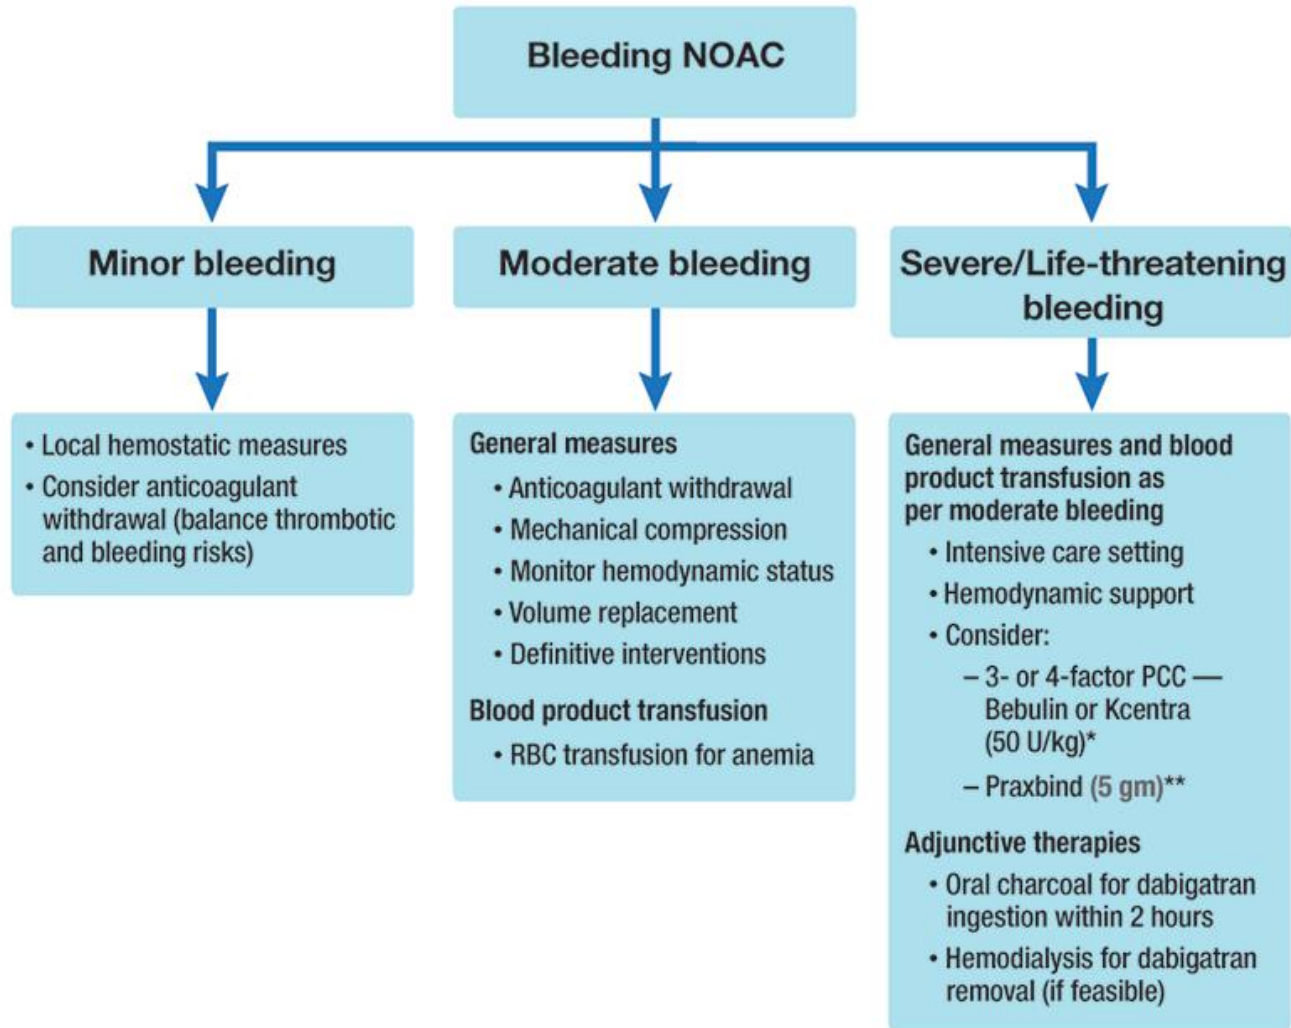 Bleeding NOAC
Minor bleeding
• Local hemostatic measures
• Consider anticoagulant
withdrawal (balance thrombotic
and bleeding risks)
Moderate bleeding
General measures
• Anticoagulant withdrawal
• Mechanical compression
• Monitor hemodynamic status
• Volume replacement
• Definitive interventions
Blood product transfusion
• RBC transfusion for anemia
Severe/Life-threatening
bleeding
General measures and blood
product transfusion as
per moderate bleeding
• Intensive care setting
• Hemodynamic support
• Consider:
– 3- or 4-factor PCC —
Bebulin or Kcentra
(50 U/kg)*
– Praxbind (5 gm)**
Adjunctive therapies
• Oral charcoal for dabigatran
ingestion within 2 hours
• Hemodialysis for dabigatran
removal (if feasible)